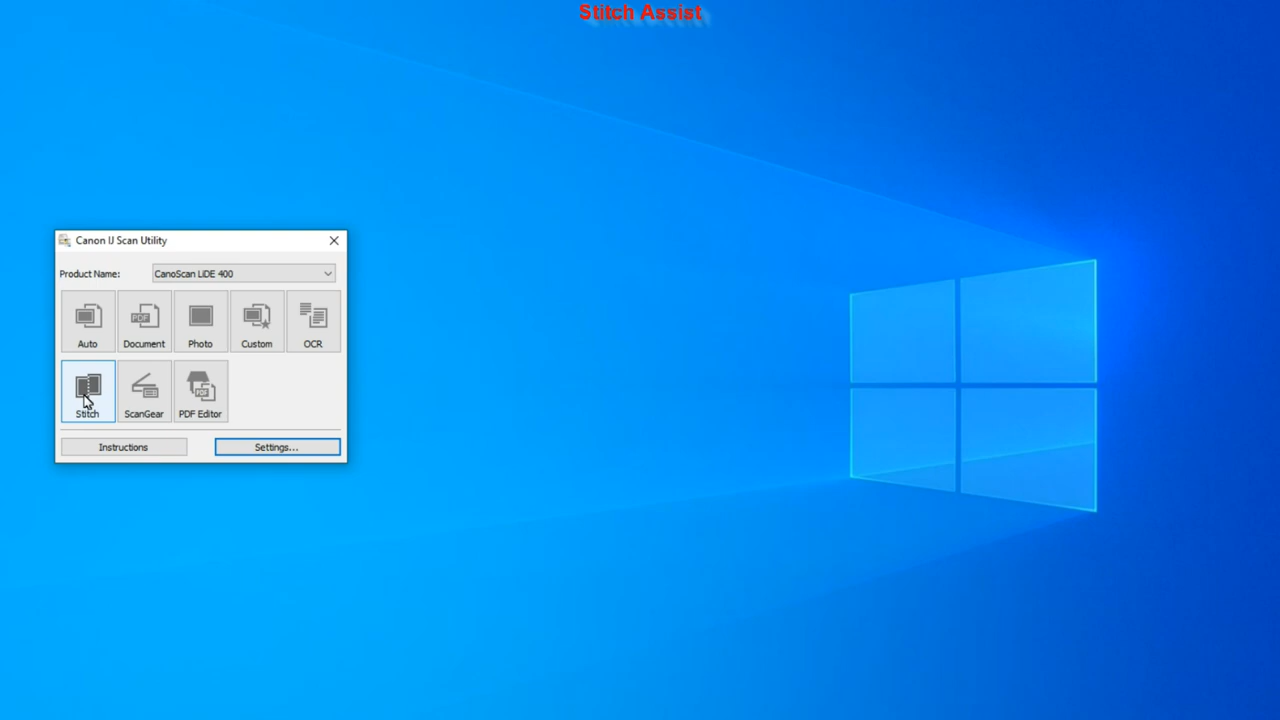 Stitch Assist
Canon IJ Scan Utility
Product Name: CanoScan LiDE 400
Auto Document Photo Custom OCR
PDF
Stitch ScanGear PDF Editor
PDF
Instructions Settings...